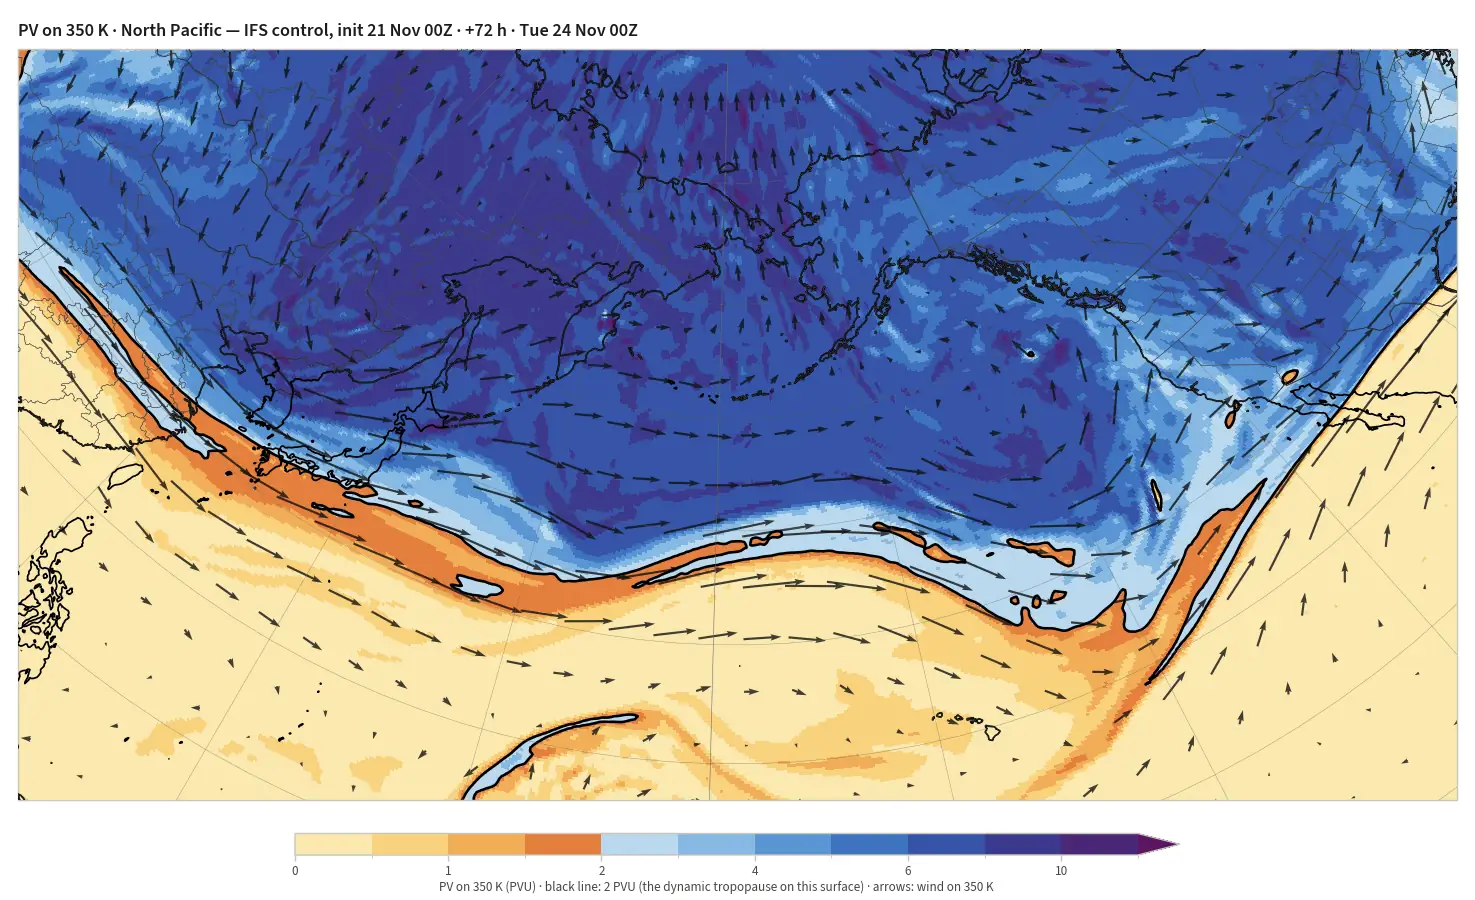 PV on 350 K · North Pacific — IFS control, init 21 Nov 00Z · +72 h · Tue 24 Nov 00Z
0 1 2 4 6 10
PV on 350 K (PVU) · black line: 2 PVU (the dynamic tropopause on this surface) · arrows: wind on 350 K